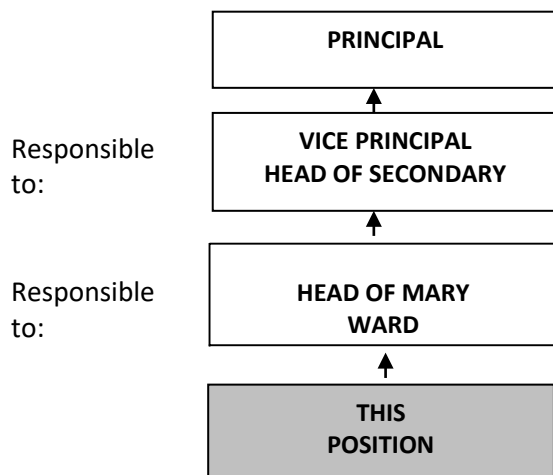 PRINCIPAL
Responsible
to:
VICE PRINCIPAL
HEAD OF SECONDARY
Responsible
to:
HEAD OF MARY
WARD
THIS
POSITION